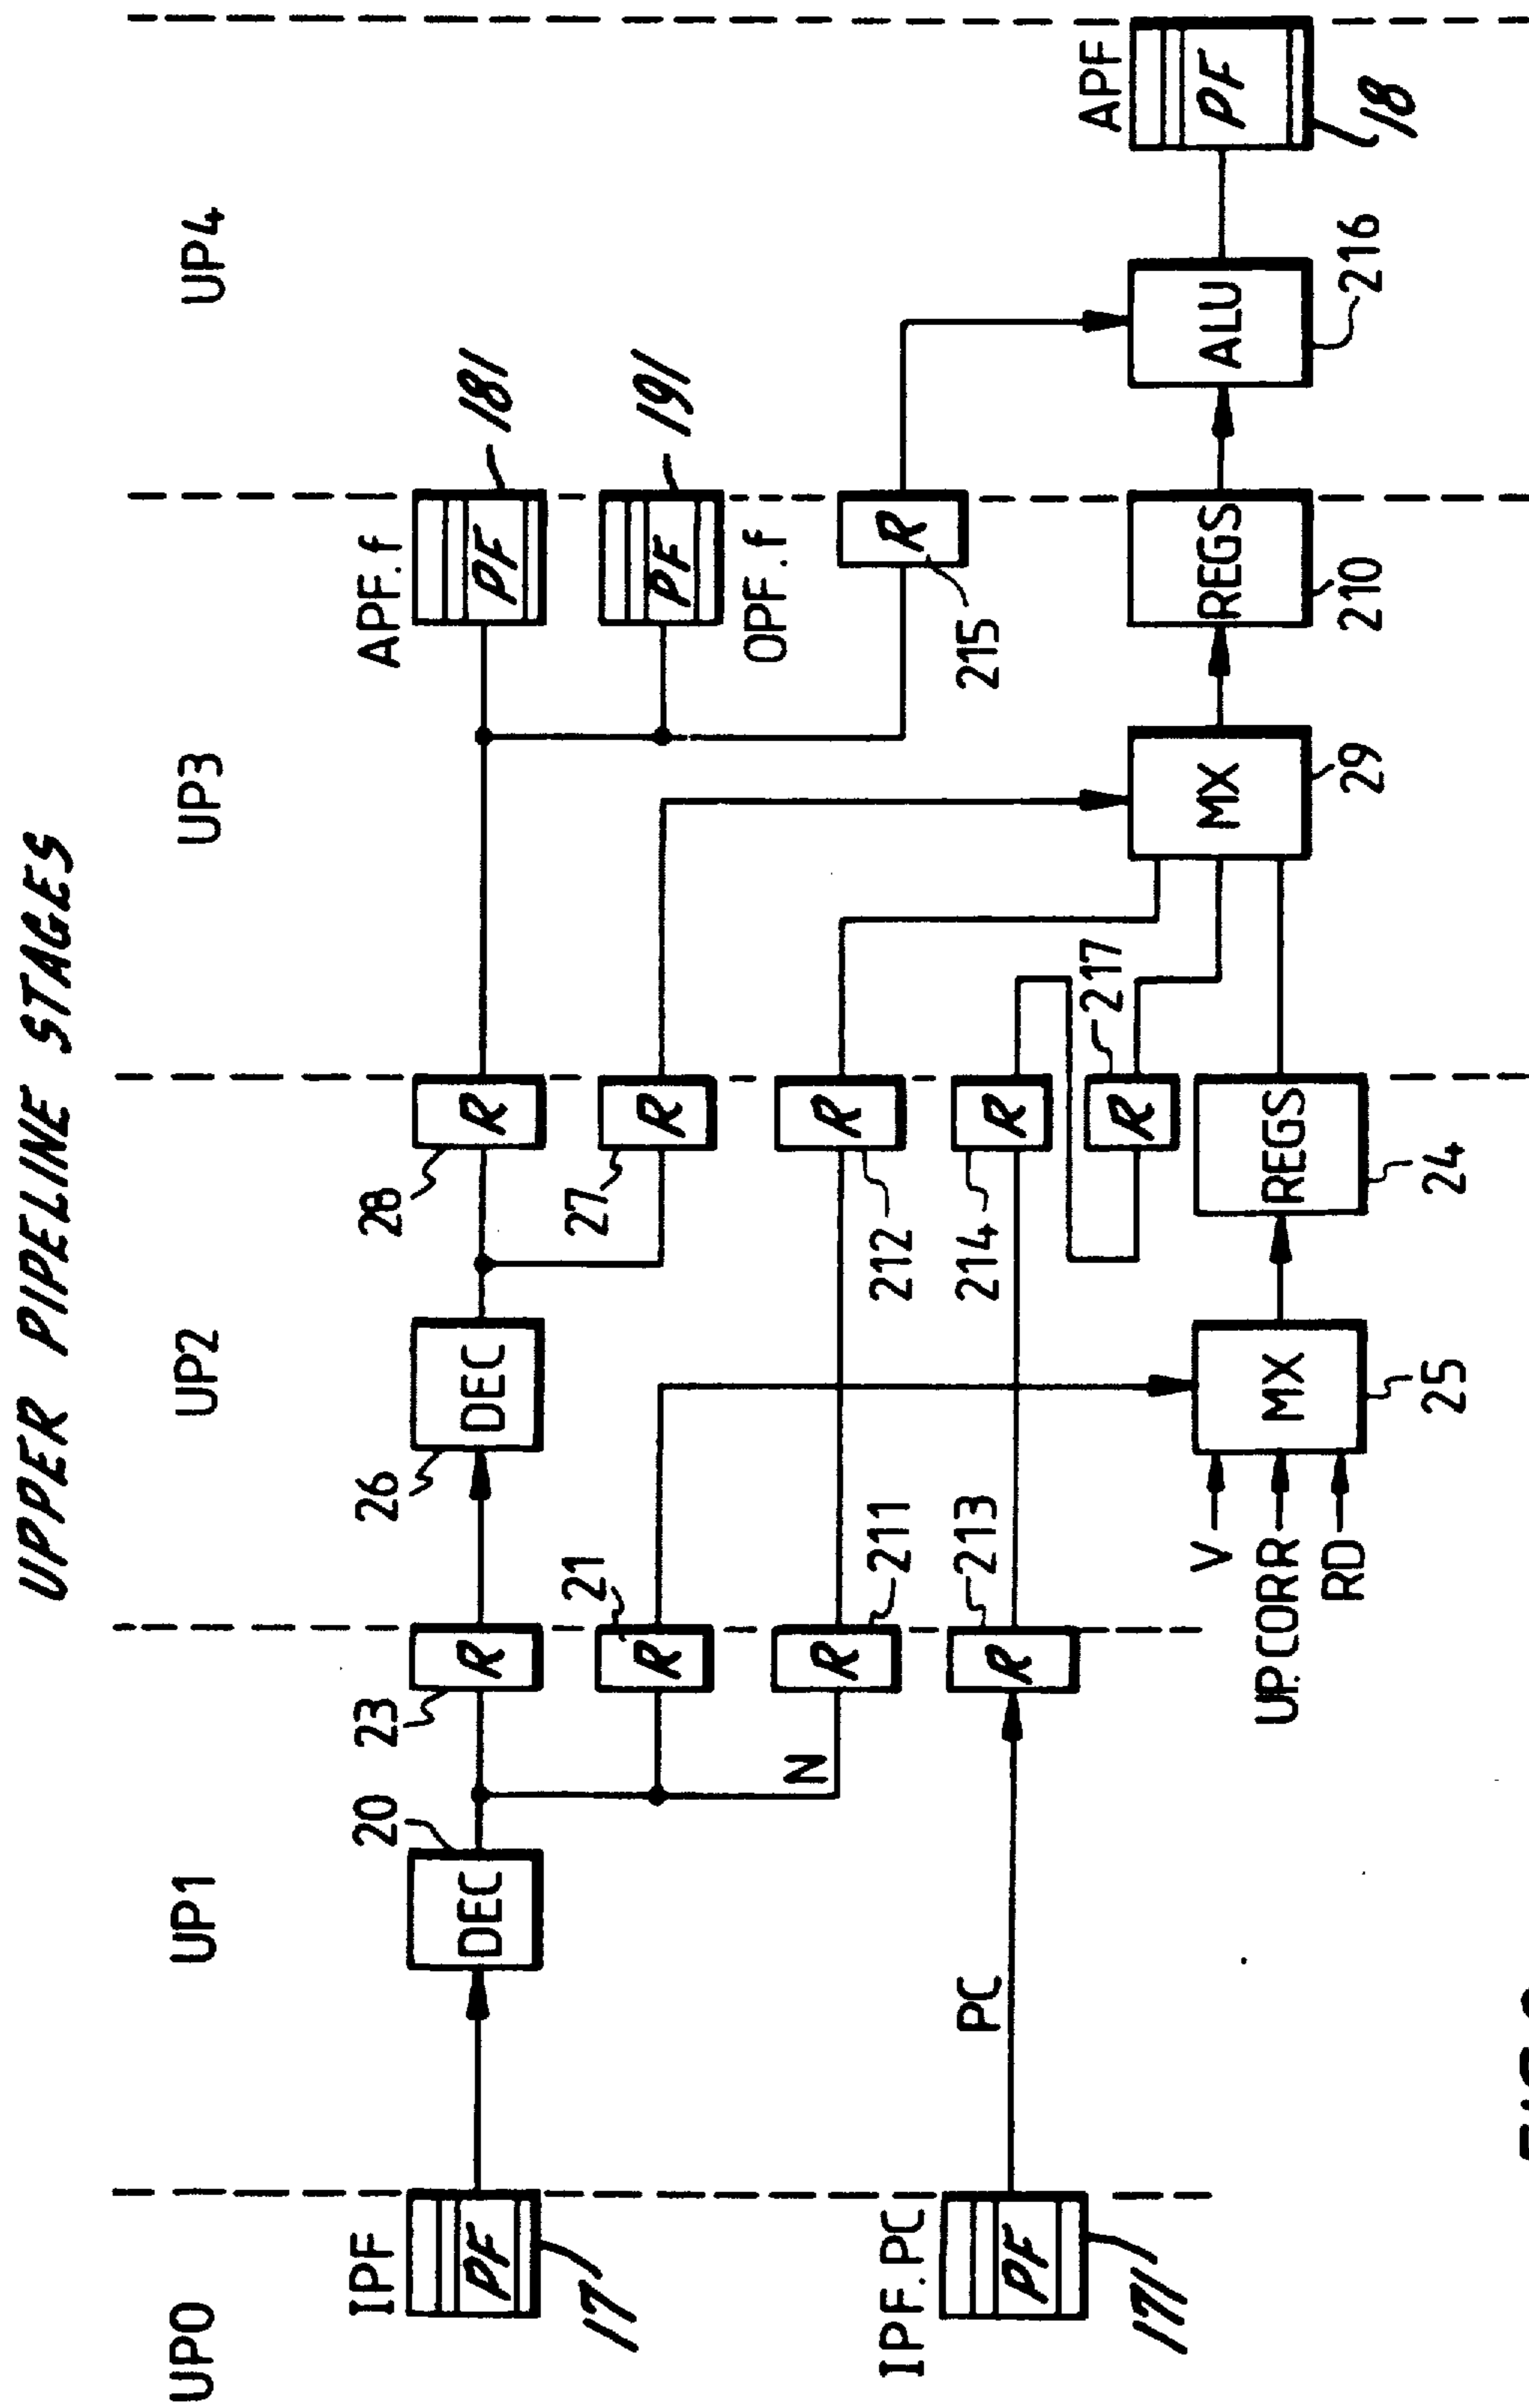 UPPER PIPELINE STAGES
UP0
UP1
UP2
UP3
UP4
IPF
PF
17
DEC
20
R
23
DEC
26
R
28
APF.f
PF
181
R
21
R
27
PF
191
OPF.f
N
R
211
R
212
R
215
IPF.PC
PF
171
PC
R
213
R
214
R
217
V
UP.CORR
RD
MX
25
REGS
24
MX
29
REGS
210
ALU
216
APF
PF
18